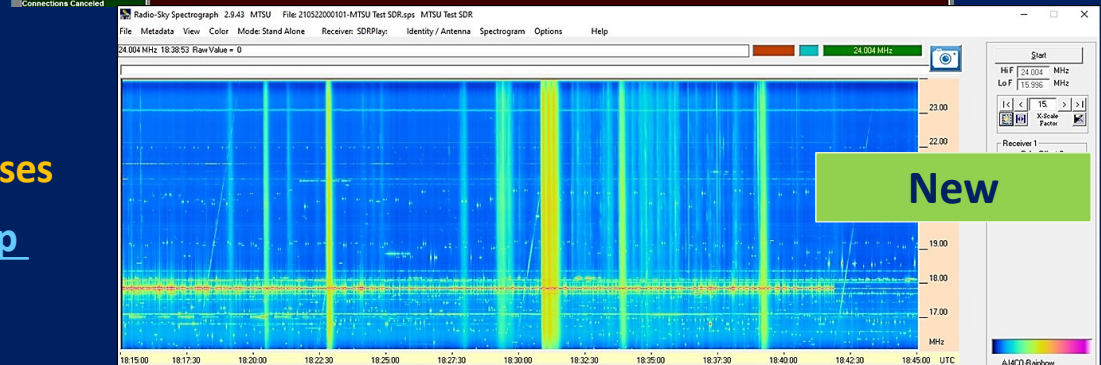 Connections Canceled
Radio-Sky Spectrograph 2.9.43 MTSU File: 210522000101-MTSU Test SDR.sps MTSU Test SDR
File Metadata View Color Mode: Stand Alone Receiver: SDRPlay: Identity / Antenna Spectrogram Options Help
24.004 MHz 18:38:53 Raw Value = 0
24.004 MHz
Start
Hi F 24.004 MHz
Lo F 15.996 MHz
|< < 15. > >|
X-Scale
Factor
Receiver 1
23.00
22.00
ses
New
p
19.00
18.00
17.00
MHz
18:15:00 18:17:30 18:20:00 18:22:30 18:25:00 18:27:30 18:30:00 18:32:30 18:35:00 18:37:30 18:40:00 18:42:30 18:45:00 UTC
AJ4CO-Rainbow